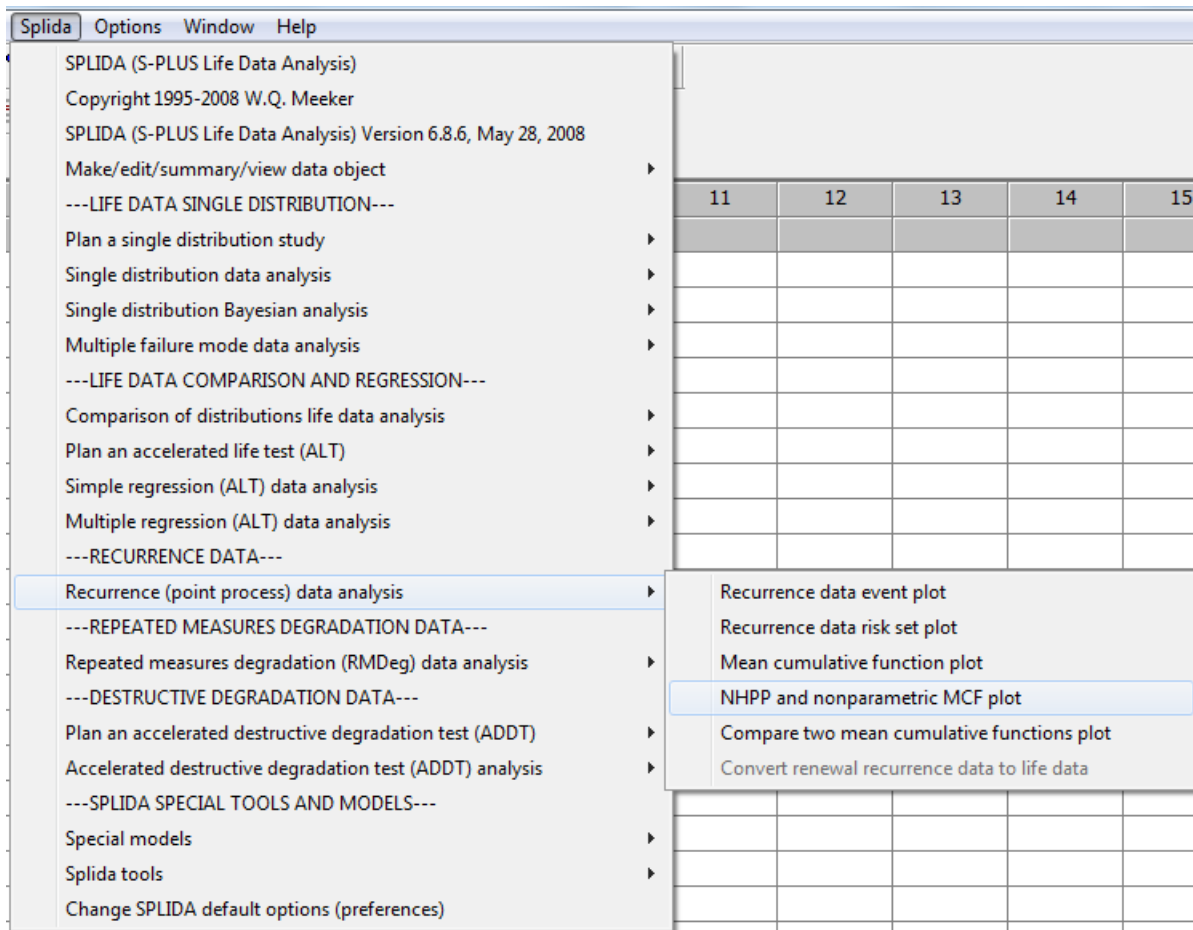 Splida Options Window Help
SPLIDA (S-PLUS Life Data Analysis)
Copyright 1995-2008 W.Q. Meeker
SPLIDA (S-PLUS Life Data Analysis) Version 6.8.6, May 28, 2008
Make/edit/summary/view data object
---LIFE DATA SINGLE DISTRIBUTION---
Plan a single distribution study
Single distribution data analysis
Single distribution Bayesian analysis
Multiple failure mode data analysis
---LIFE DATA COMPARISON AND REGRESSION---
Comparison of distributions life data analysis
Plan an accelerated life test (ALT)
Simple regression (ALT) data analysis
Multiple regression (ALT) data analysis
---RECURRENCE DATA---
Recurrence (point process) data analysis
---REPEATED MEASURES DEGRADATION DATA---
Repeated measures degradation (RMDeg) data analysis
---DESTRUCTIVE DEGRADATION DATA---
Plan an accelerated destructive degradation test (ADDT)
Accelerated destructive degradation test (ADDT) analysis
---SPLIDA SPECIAL TOOLS AND MODELS---
Special models
Splida tools
Change SPLIDA default options (preferences)
11 12 13 14 15
Recurrence data event plot
Recurrence data risk set plot
Mean cumulative function plot
NHPP and nonparametric MCF plot
Compare two mean cumulative functions plot
Convert renewal recurrence data to life data